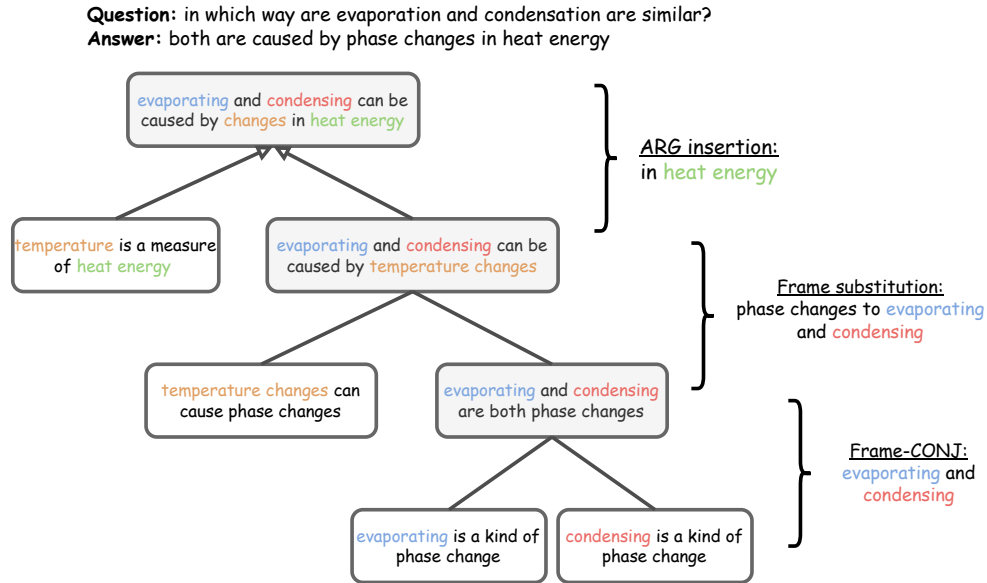 Question: in which way are evaporation and condensation are similar?
Answer: both are caused by phase changes in heat energy
evaporating and condensing can be
caused by changes in heat energy
ARG insertion:
in heat energy
temperature is a measure
of heat energy
evaporating and condensing can be
caused by temperature changes
Frame substitution:
phase changes to evaporating
and condensing
temperature changes can
cause phase changes
evaporating and condensing
are both phase changes
Frame-CONJ:
evaporating and
condensing
evaporating is a kind of
phase change
condensing is a kind of
phase change